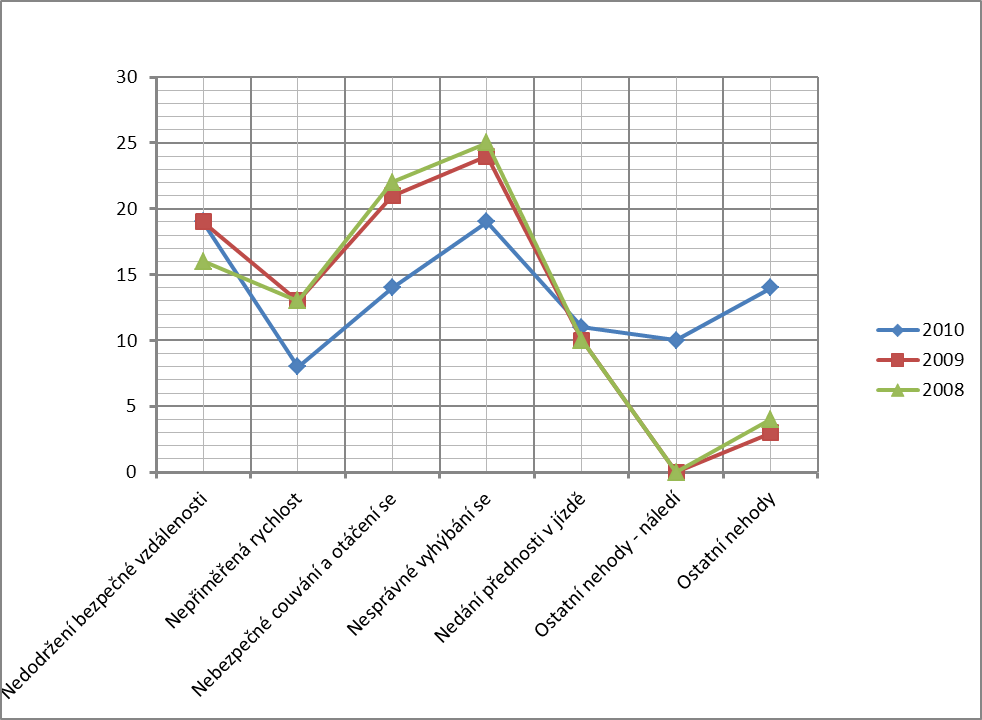 30
25
20
15
10
5
0
2010
2009
2008
Nedodržení bezpečné vzdálenosti
Nepřiměřená rychlost
Nebezpečné couvání a otáčení se
Nesprávné vyhýbání se
Nedání přednosti v jízdě
Ostatní nehody - náledí
Ostatní nehody